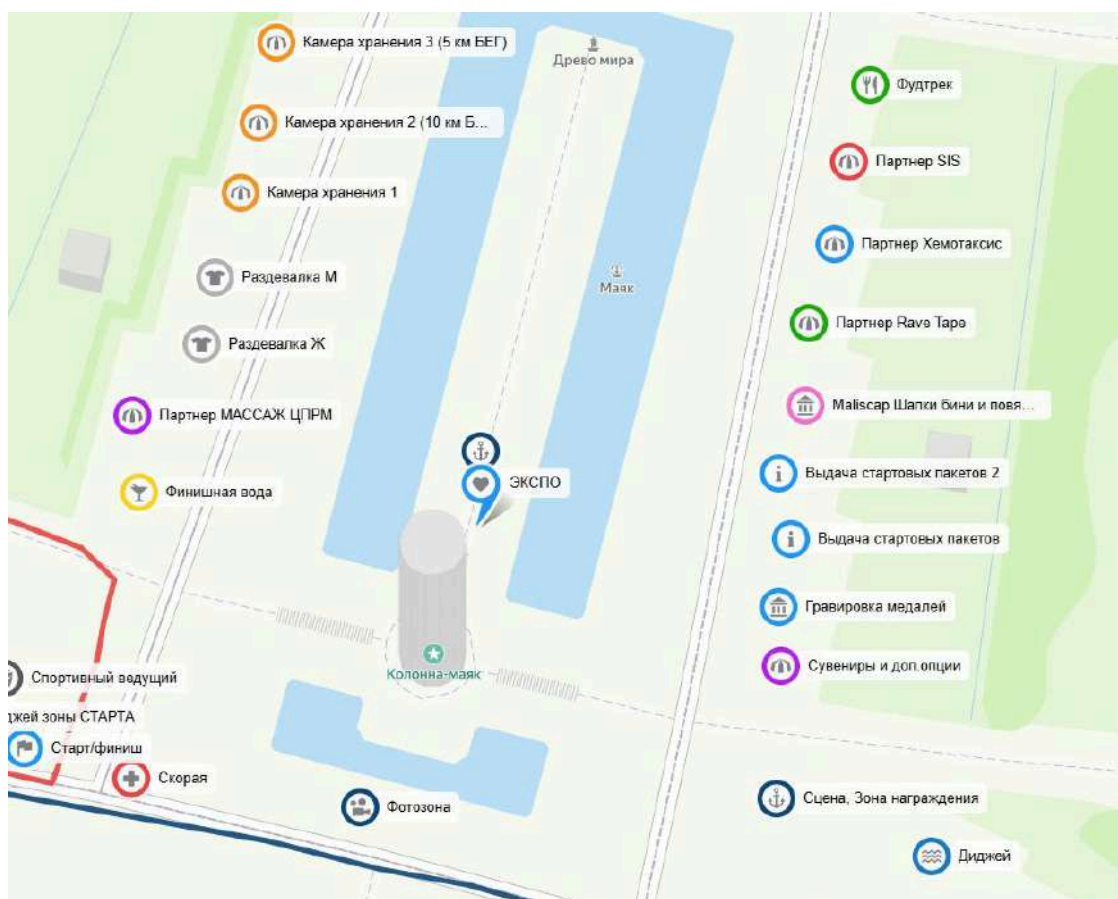 Камера хранения 3 (5 км БЕГ)
Древо мира
Фудтрек
Камера хранения 2 (10 км Б...
Партнер SIS
Камера хранения 1
Партнер Хемотаксис
Раздевалка М
Маяк
Партнер Rave Tape
Раздевалка Ж
Maliscap Шапки бини и повя...
Партнер МАССАЖ ЦПРМ
Выдача стартовых пакетов 2
ЭКСПО
Финишная вода
Выдача стартовых пакетов
Гравировка медалей
Сувениры и доп.опции
Колонна-маяк
Спортивный ведущий
джей зоны СТАРТА
Старт/финиш
Скорая
Сцена, Зона награждения
Фотозона
Диджей